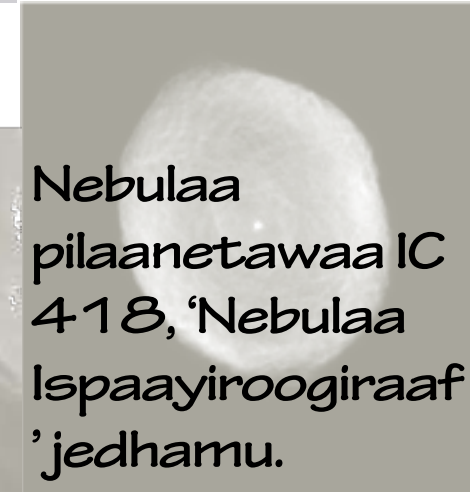 Nebulaa
pilaanetawaa IC
418, ‘Nebulaa
Ispaayiroogiraaf
’ jedhamu.